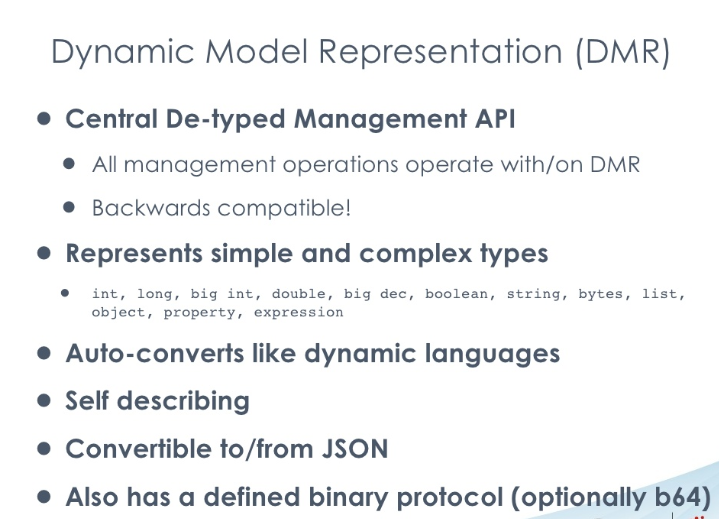 Dynamic Model Representation (DMR)
● Central De-typed Management API
● All management operations operate with/on DMR
● Backwards compatible!
● Represents simple and complex types
● int, long, big int, double, big dec, boolean, string, bytes, list,
object, property, expression
● Auto-converts like dynamic languages
● Self describing
● Convertible to/from JSON
● Also has a defined binary protocol (optionally b64)